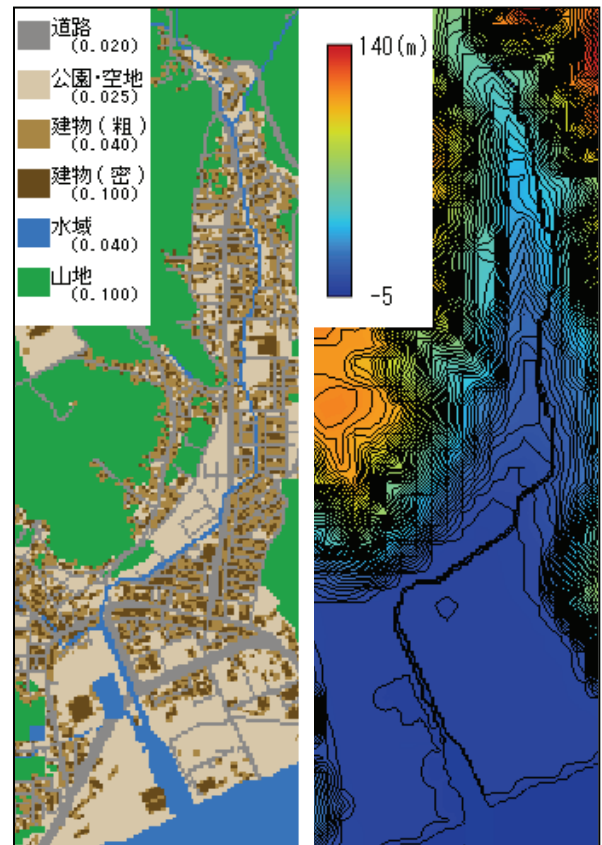 道路
(0.020)
公園・空地
(0.025)
建物(粗)
(0.040)
建物(密)
(0.100)
水域
(0.040)
山地
(0.100)
140(m)
-5